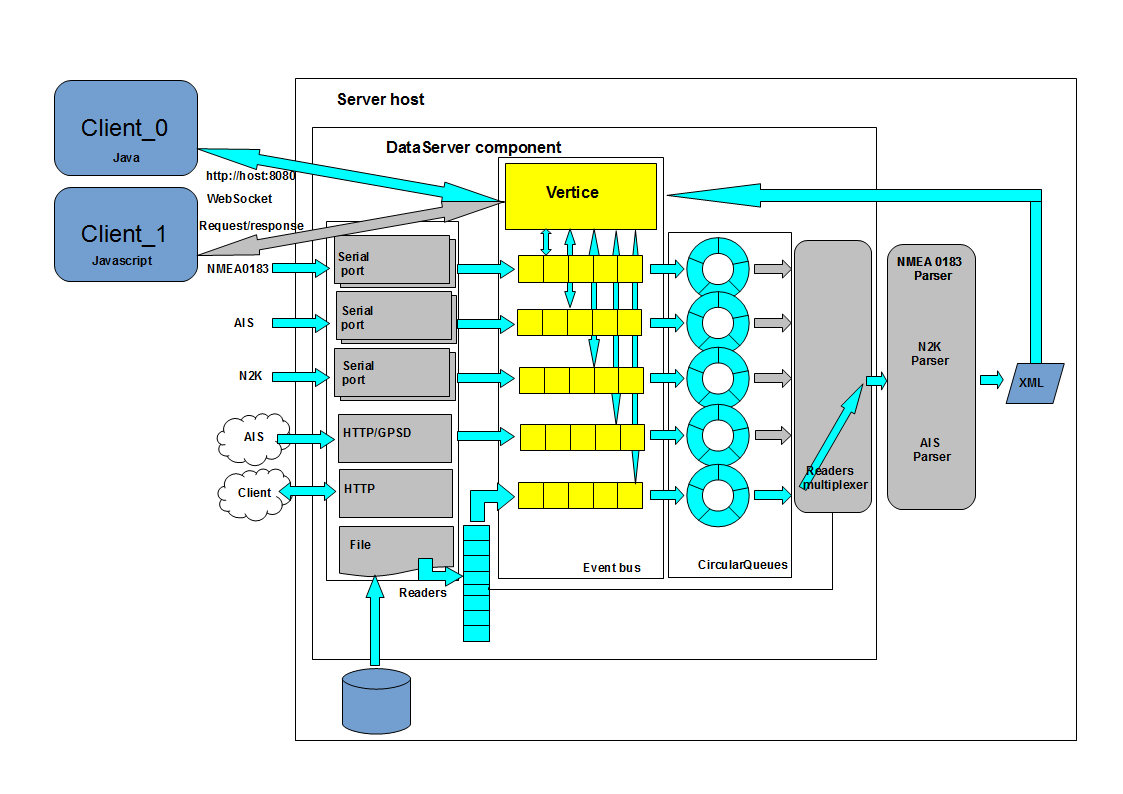 Server host
Client_0
Java
DataServer component
http://host:8080
WebSocket
Vertice
Request/response
Client_1
Javascript
NMEA0183
Serial
port
NMEA 0183
Parser
AIS
Serial
port
N2K
Parser
N2K
Serial
port
XML
AIS
HTTP/GPSD
AIS
Parser
Readers
multiplexer
Client
HTTP
File
Event bus
CircularQueues
Readers